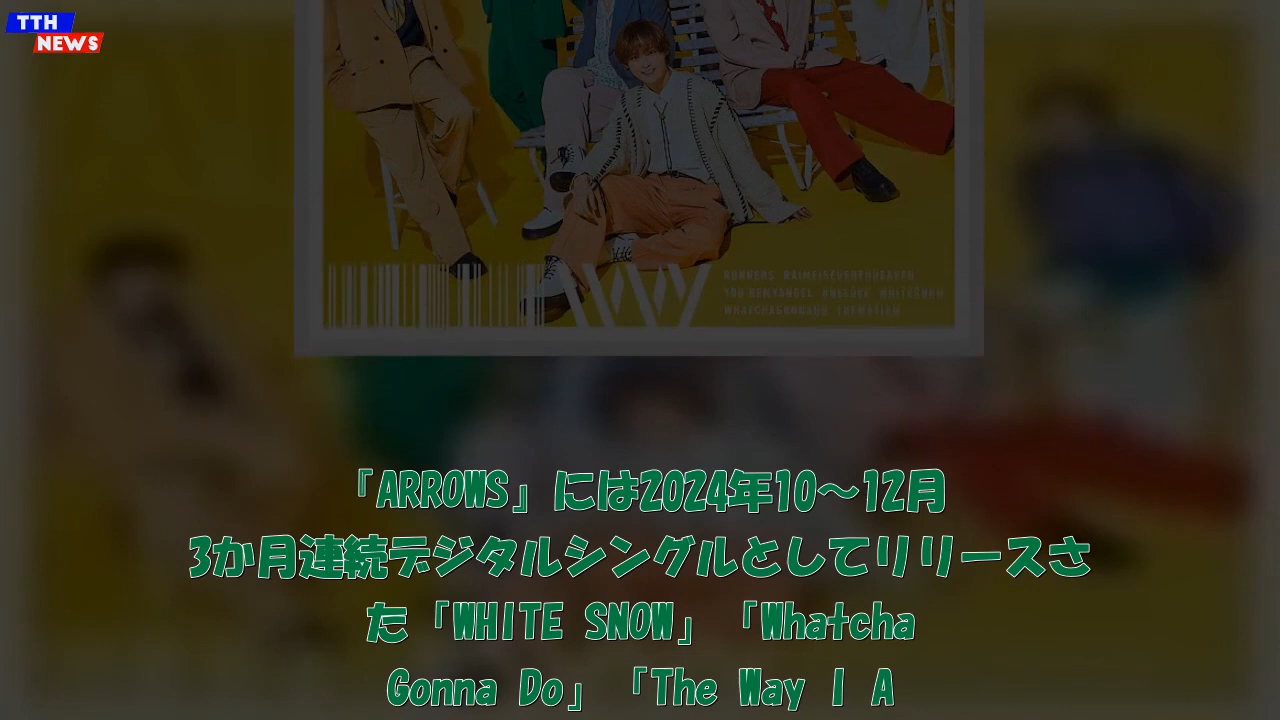 TTH
NEWS
『ARROWS』には2024年10～12月
3か月連続デジタルシングルとしてリリースさ
た「WHITE SNOW」「Whatcha
Gonna Do」「The Way I A